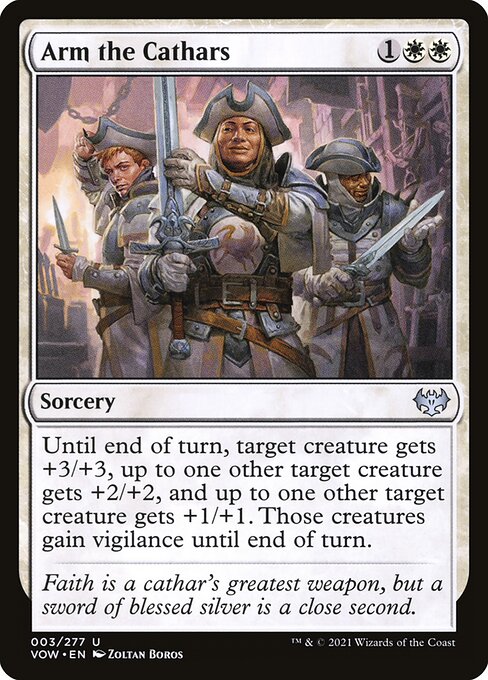 Arm the Cathars 1
Sorcery
Until end of turn, target creature gets
+3/+3, up to one other target creature
gets +2/+2, and up to one other target
creature gets +1/+1. Those creatures
gain vigilance until end of turn.
Faith is a cathar's greatest weapon, but a
sword of blessed silver is a close second.
003/277 U
VOW • EN Zoltan Boros
™ & © 2021 Wizards of the Coast